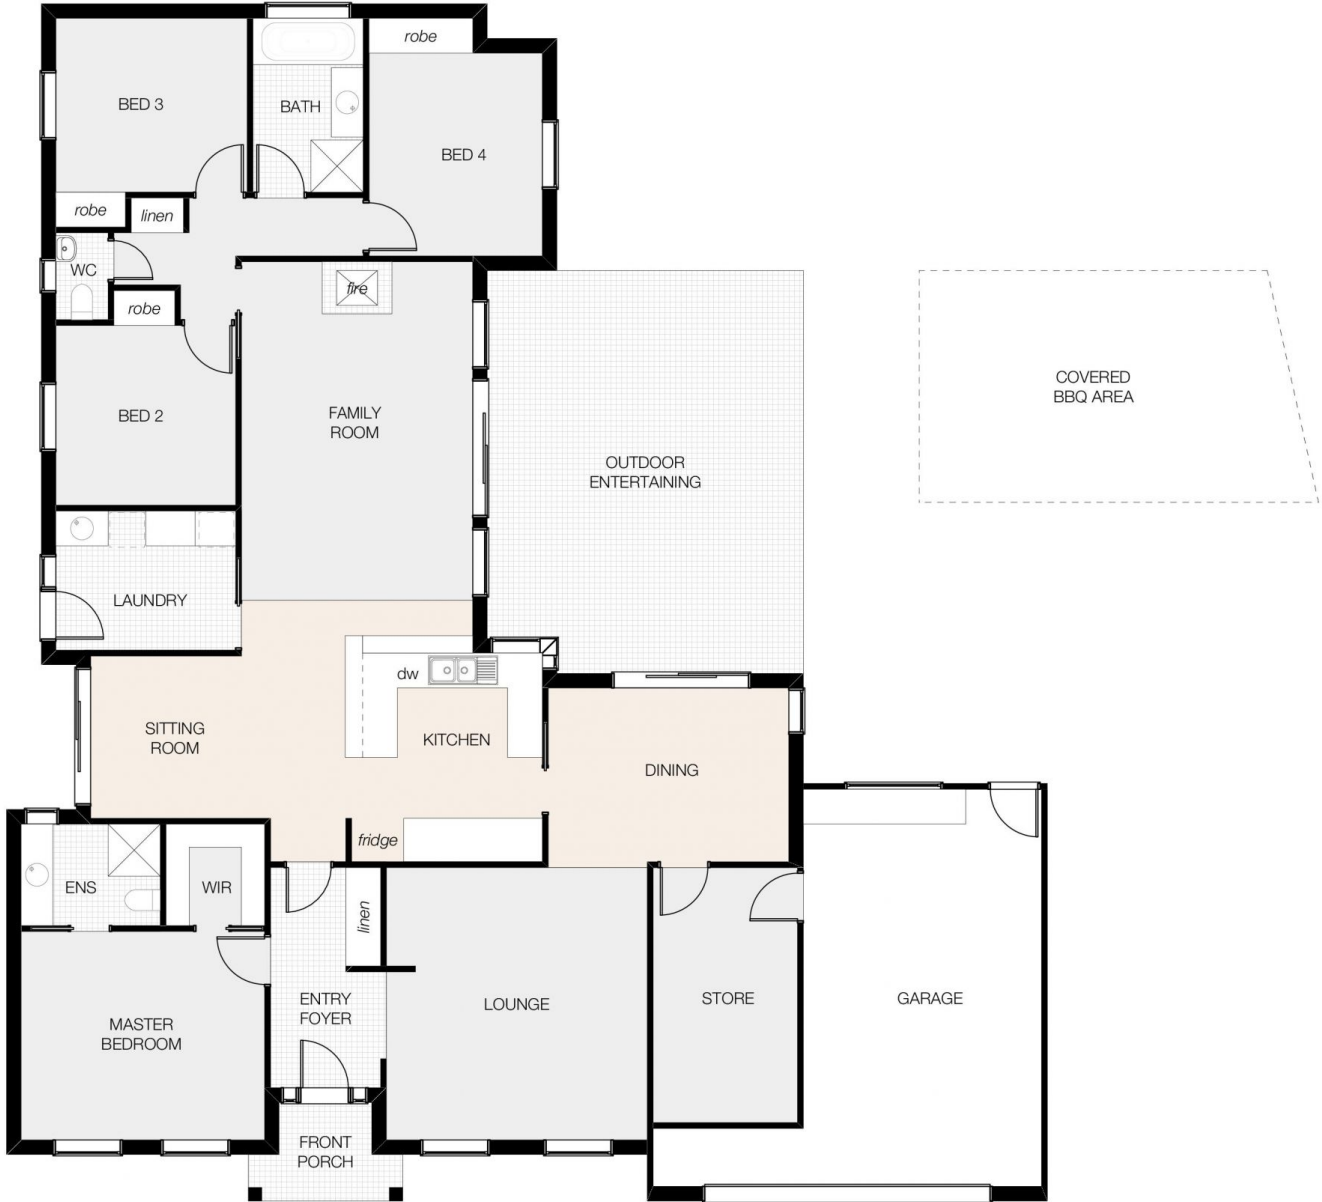 robe
BED 3
BATH
BED 4
robe
linen
WC
fire
robe
BED 2
FAMILY
ROOM
COVERED
BBQ AREA
OUTDOOR
ENTERTAINING
LAUNDRY
dw
SITTING
ROOM
KITCHEN
DINING
fridge
ENS
WIR
linen
STORE
GARAGE
ENTRY
FOYER
LOUNGE
MASTER
BEDROOM
FRONT
PORCH